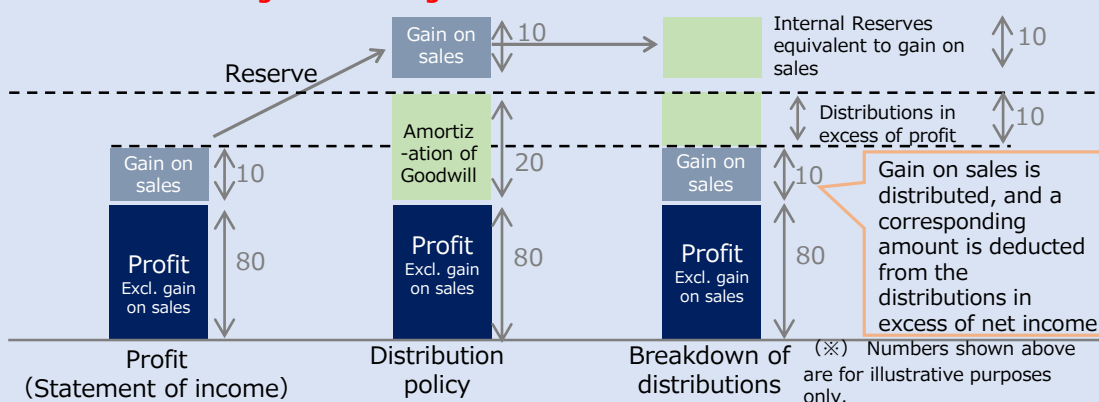 Gain on
sales
10
Internal Reserves
equivalent to gain on
sales
10
Reserve
Amortiz
-ation of
Goodwill
20
Distributions in
excess of profit
10
Gain on
sales
10
Gain on
sales
10
Gain on sales is
distributed, and a
corresponding
amount is deducted
from the
distributions in
excess of net income
Profit
Excl. gain
on sales
80
Profit
Excl. gain
on sales
80
Profit
Excl. gain
on sales
80
Profit
(Statement of income)
Distribution
policy
Breakdown of
distributions
(※) Numbers shown above
are for illustrative purposes
only.